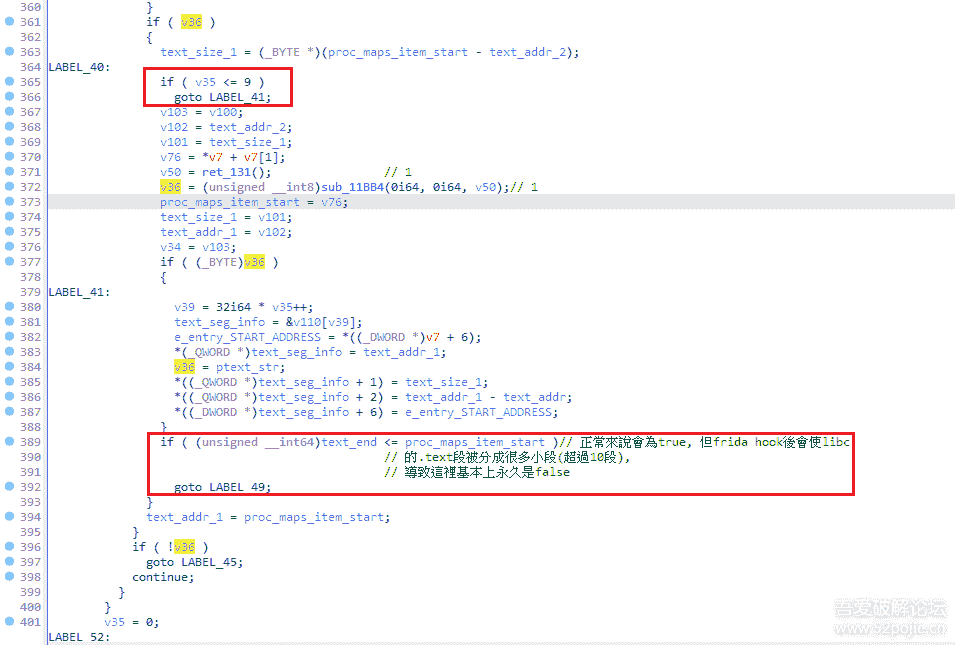 360 }
361 if ( v36 )
362 {
363 text_size_1 = (_BYTE *)(proc_maps_item_start - text_addr_2);
364 LABEL_40:
365 if ( v35 <= 9 )
366 goto LABEL_41;
367 v103 = v100;
368 v102 = text_addr_2;
369 v101 = text_size_1;
370 v76 = *v7 + v7[1];
371 v50 = ret_131(); // 1
372 v36 = (unsigned __int8)sub_11BB4(0i64, 0i64, v50);// 1
373 proc_maps_item_start = v76;
374 text_size_1 = v101;
375 text_addr_1 = v102;
376 v34 = v103;
377 if ( (_BYTE)v36 )
378 {
379 LABEL_41:
380 v39 = 32i64 * v35++;
381 text_seg_info = &v110[v39];
382 e_entry_START_ADDRESS = *((_DWORD *)v7 + 6);
383 *(_QWORD *)text_seg_info = text_addr_1;
384 v36 = ptext_str;
385 *((_QWORD *)text_seg_info + 1) = text_size_1;
386 *((_QWORD *)text_seg_info + 2) = text_addr_1 - text_addr;
387 *((_DWORD *)text_seg_info + 6) = e_entry_START_ADDRESS;
388 }
389 if ( (unsigned __int64)text_end <= proc_maps_item_start )// 正常來說會為true, 但frida hook後會使libc
390 // 的.text段被分成很多小段(超過10段),
391 // 導致這裡基本上永久是false
392 goto LABEL_49;
393 }
394 text_addr_1 = proc_maps_item_start;
395 }
396 if ( !v36 )
397 goto LABEL_45;
398 continue;
399 }
400 }
401 v35 = 0;
LABEL_52:
吾爱破解论坛
www.52pojie.cn